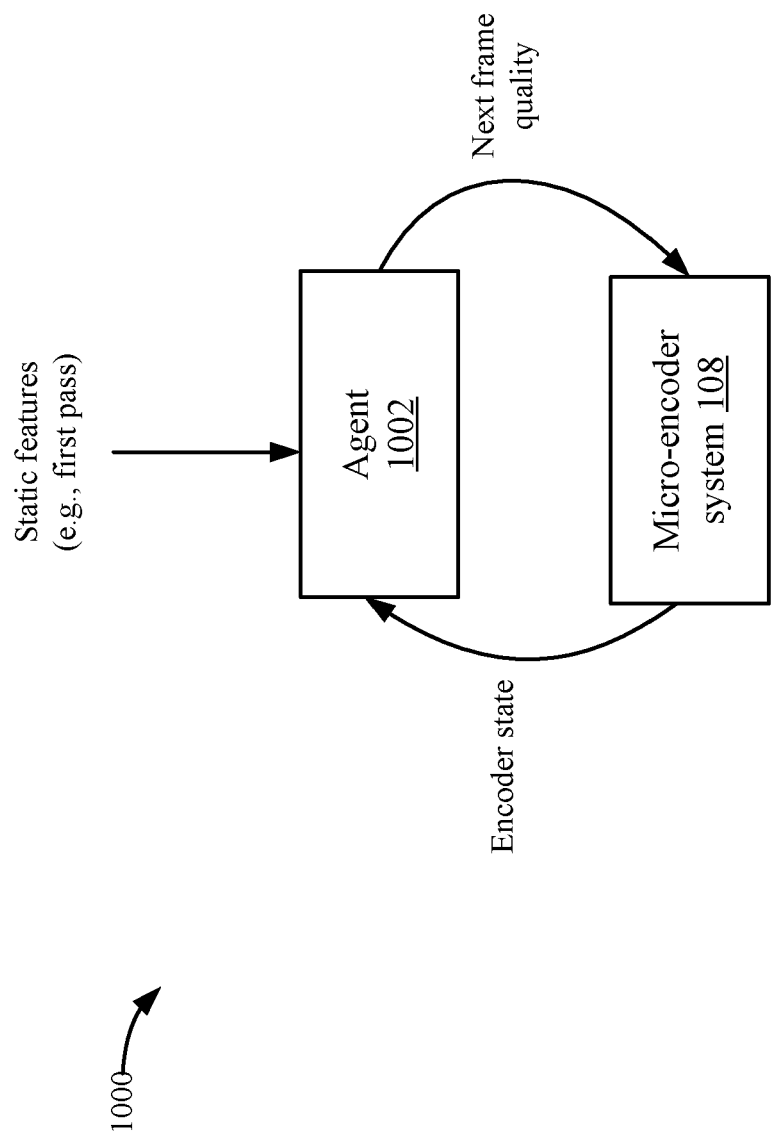 1000
Static features
(e.g., first pass)
Agent
1002
Encoder state
Next frame
quality
Micro-encoder
system 108